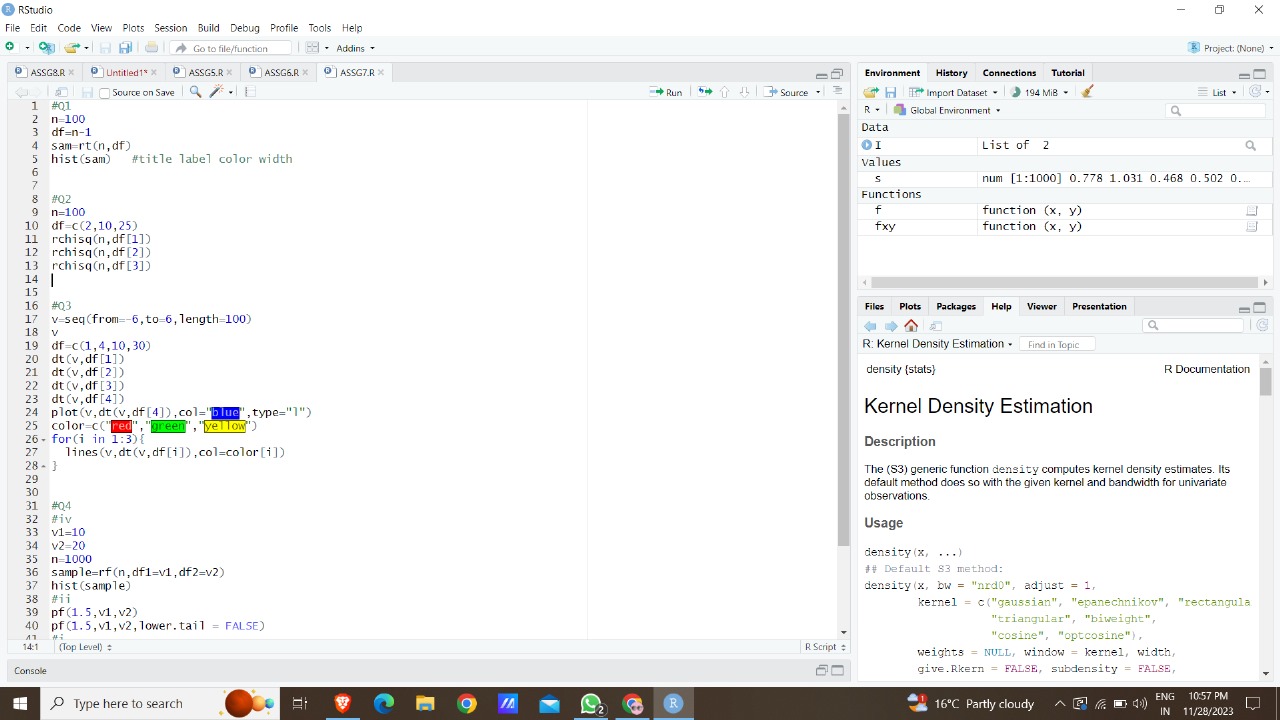 RStudio
File Edit Code View Plots Session Build Debug Profile Tools Help
Go to file/function Addins Project: (None)
ASSG8.R Untitled1* ASSG5.R ASSG6.R ASSG7.R
Source on Save Run Source
1 #Q1
2 n=100
3 df=n-1
4 sam=rt(n,df)
5 hist(sam) #title label color width
6
7
8 #Q2
9 n=100
10 df=c(2,10,25)
11 rchisq(n,df[1])
12 rchisq(n,df[2])
13 rchisq(n,df[3])
14
15
16 #Q3
17 v=seq(from=-6,to=6,length=100)
18 v
19 df=c(1,4,10,30)
20 dt(v,df[1])
21 dt(v,df[2])
22 dt(v,df[3])
23 dt(v,df[4])
24 plot(v,dt(v,df[4]),col="blue",type="l")
25 color=c("red","green","yellow")
26 for(i in 1:3){
27 lines(v,dt(v,df[i]),col=color[i])
28 }
29
30
31 #Q4
32 #iv
33 v1=10
34 v2=20
35 n=1000
36 sample=rf(n,df1=v1,df2=v2)
37 hist(sample)
38 #ii
39 pf(1.5,v1,v2)
40 pf(1.5,v1,v2,lower.tail = FALSE)
41 #i
14:1 (Top Level) R Script
Console
Environment History Connections Tutorial
Import Dataset 194 MiB List
R Global Environment
Data
I List of 2
Values
s num [1:1000] 0.778 1.031 0.468 0.502 0...
Functions
f function (x, y)
fxy function (x, y)
Files Plots Packages Help Viewer Presentation
R: Kernel Density Estimation Find in Topic
density {stats} R Documentation
Kernel Density Estimation
Description
The (S3) generic function density computes kernel density estimates. Its
default method does so with the given kernel and bandwidth for univariate
observations.
Usage
density(x, ...)
## Default S3 method:
density(x, bw = "nrd0", adjust = 1,
kernel = c("gaussian", "epanechnikov", "rectangula
"triangular", "biweight",
"cosine", "optcosine"),
weights = NULL, window = kernel, width,
give.Rkern = FALSE, subdensity = FALSE,
Type here to search 2 R 1 16°C Partly cloudy ENG IN 10:57 PM 11/28/2023